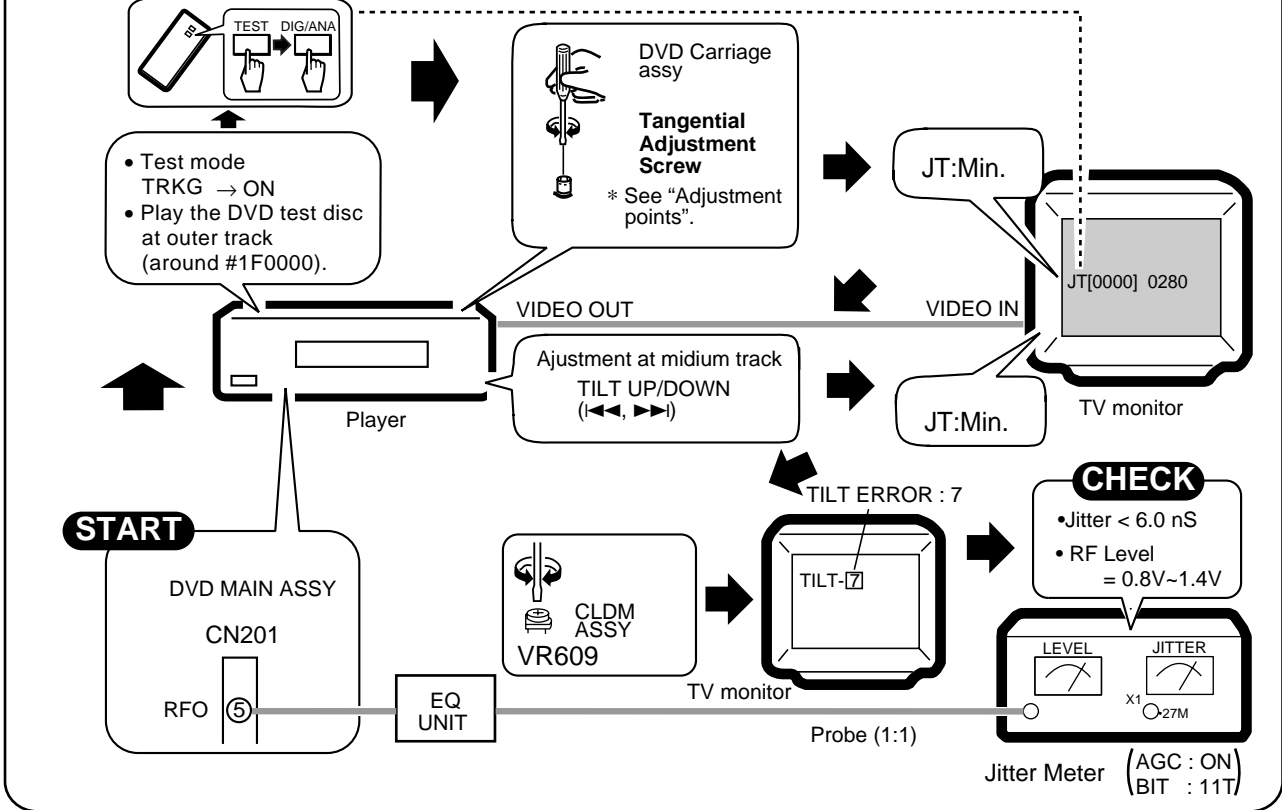 TEST DIG/ANA
• Test mode
TRKG → ON
• Play the DVD test disc
at outer track
(around #1F0000).
DVD Carriage
assy
Tangential
Adjustment
Screw
* See “Adjustment
points”.
JT:Min.
JT[0000] 0280
VIDEO OUT
VIDEO IN
TV monitor
Player
Ajustment at midium track
TILT UP/DOWN
(I◄◄, ►►I)
JT:Min.
START
DVD MAIN ASSY
CN201
RFO ⑤
EQ
UNIT
CLDM
ASSY
VR609
TILT ERROR : 7
TILT-7
TV monitor
Probe (1:1)
CHECK
•Jitter < 6.0 nS
• RF Level
= 0.8V~1.4V
LEVEL
JITTER
X1
27M
Jitter Meter
(AGC : ON
BIT : 11T)